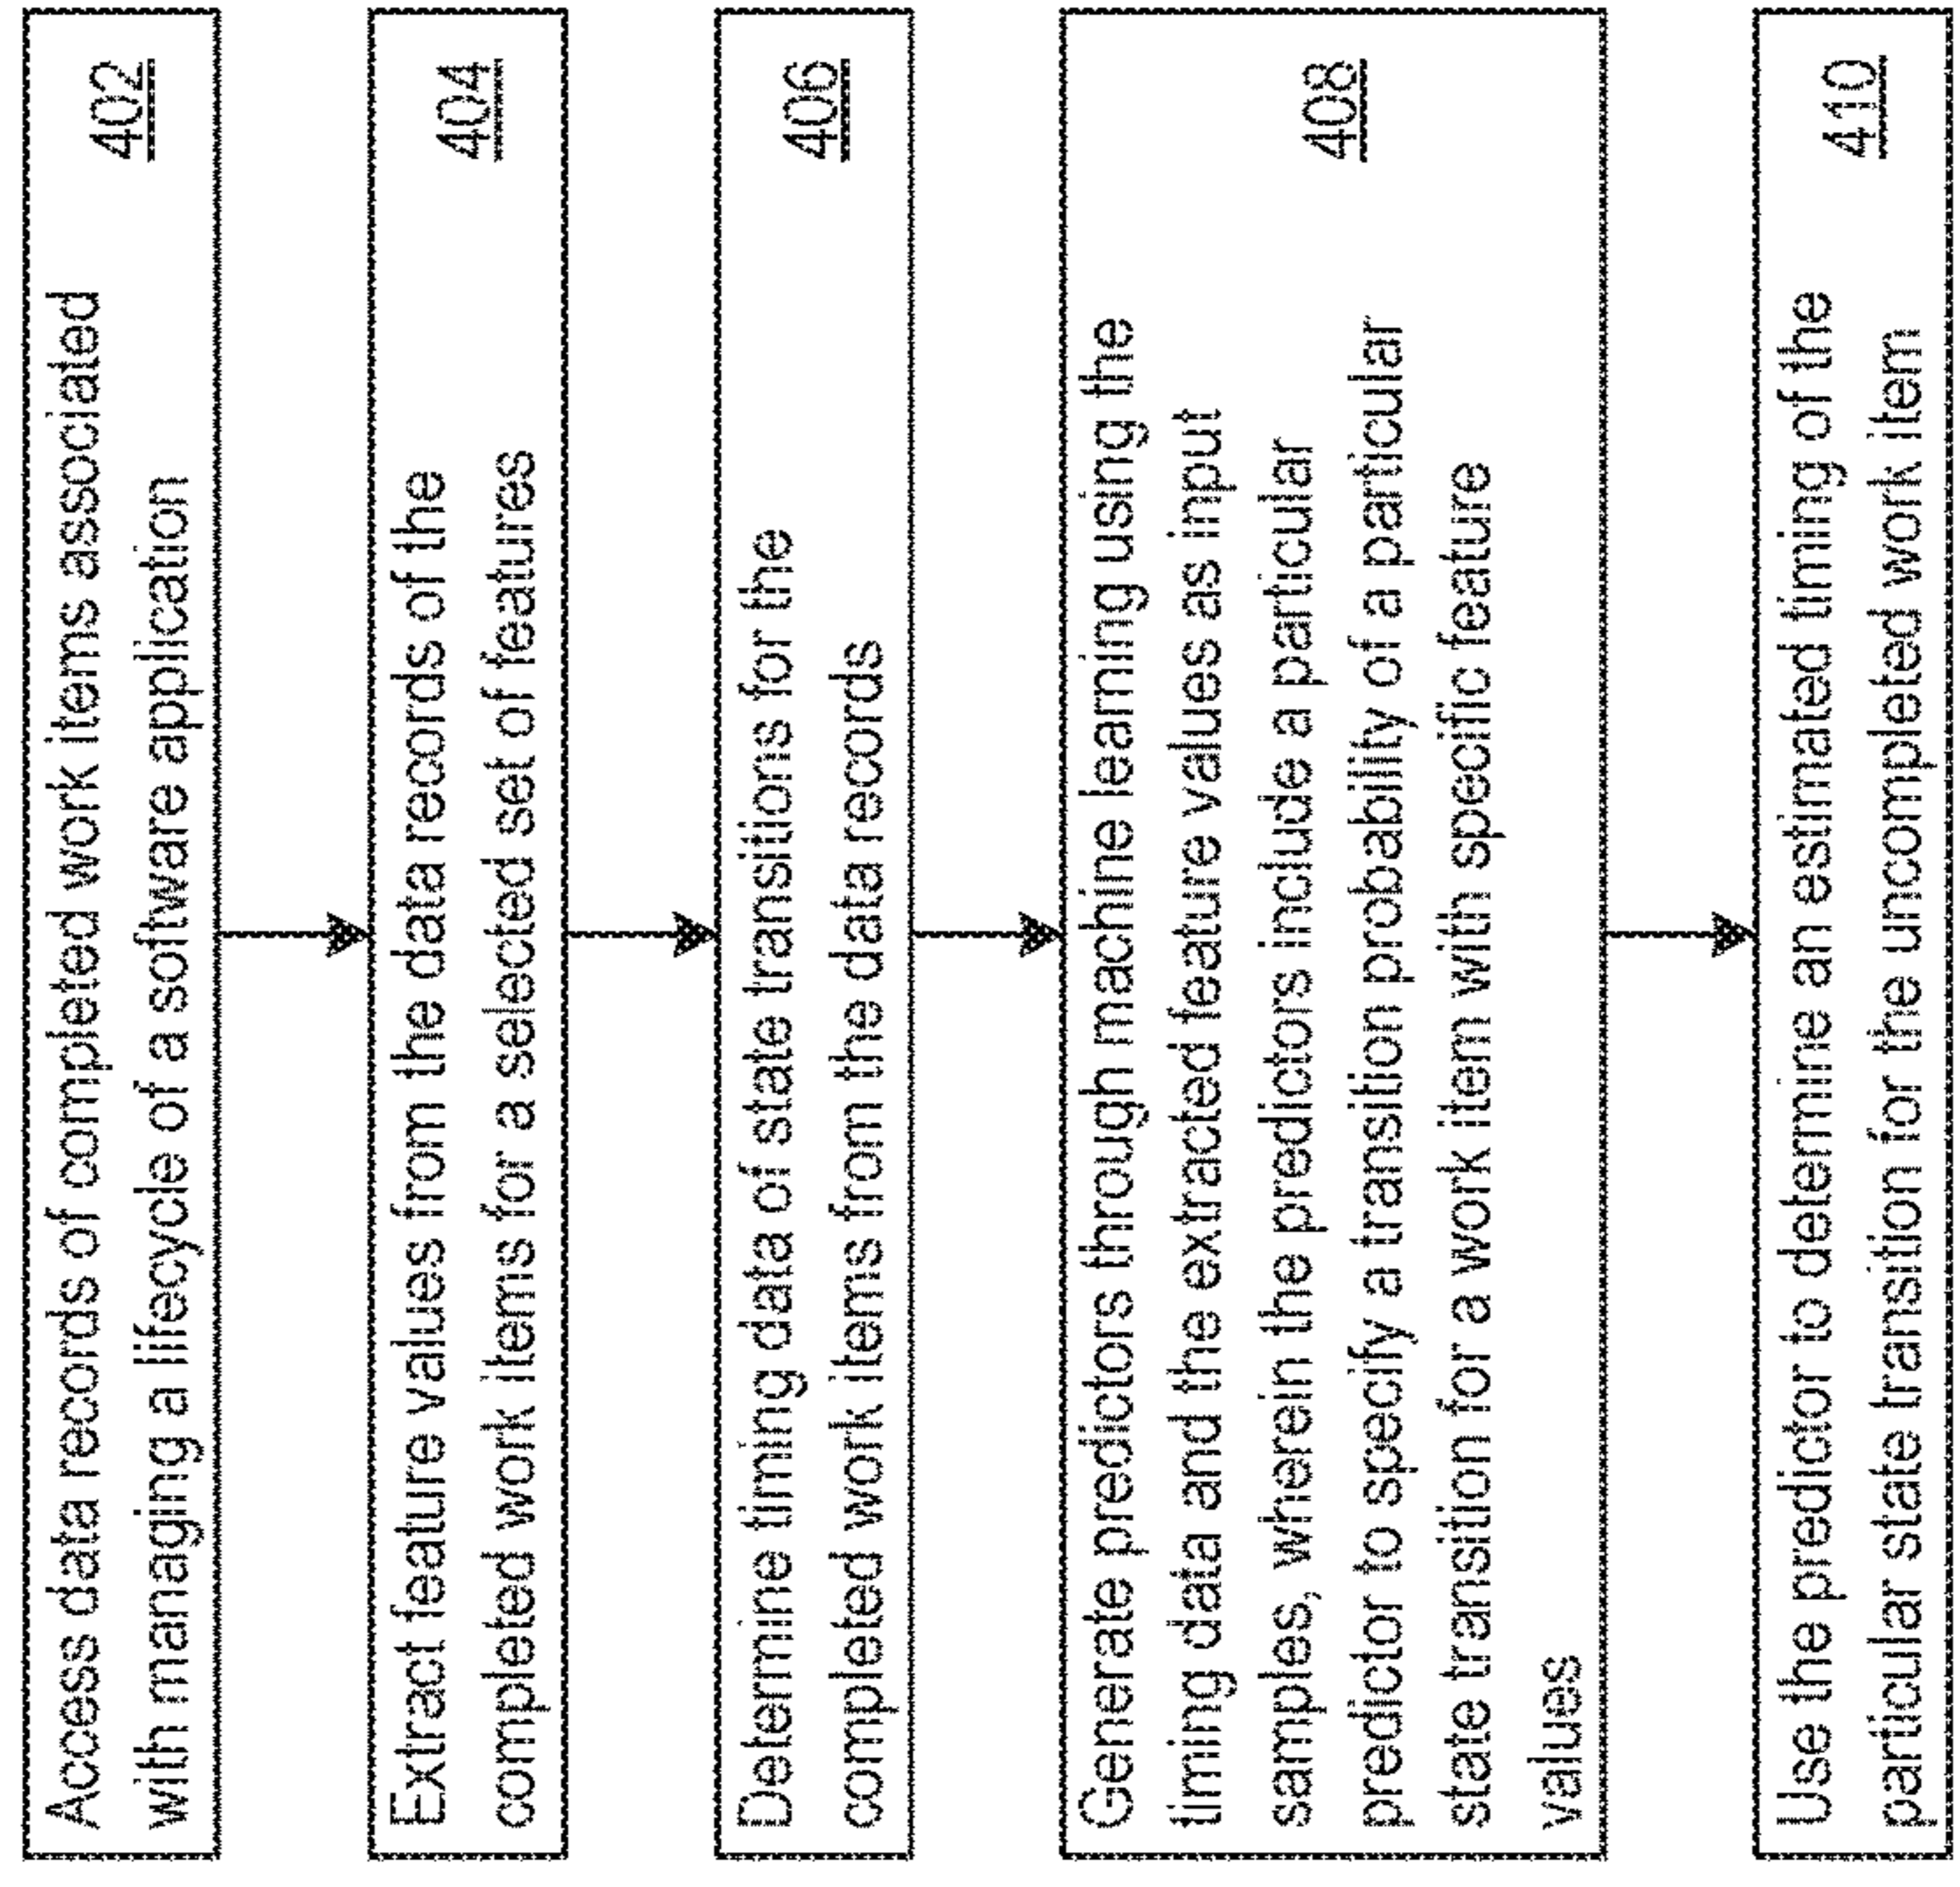 Access data records of completed work items associated
with managing a lifecycle of a software application
402
Extract feature values from the data records of the
completed work items for a selected set of features
404
Determine timing data of state transitions for the
completed work items from the data records
406
Generate predictors through machine learning using the
timing data and the extracted feature values as input
samples, wherein the predictors include a particular
predictor to specify a transition probability of a particular
state transition for a work item with specific feature
values
408
Use the predictor to determine an estimated timing of the
particular state transition for the uncompleted work item
410